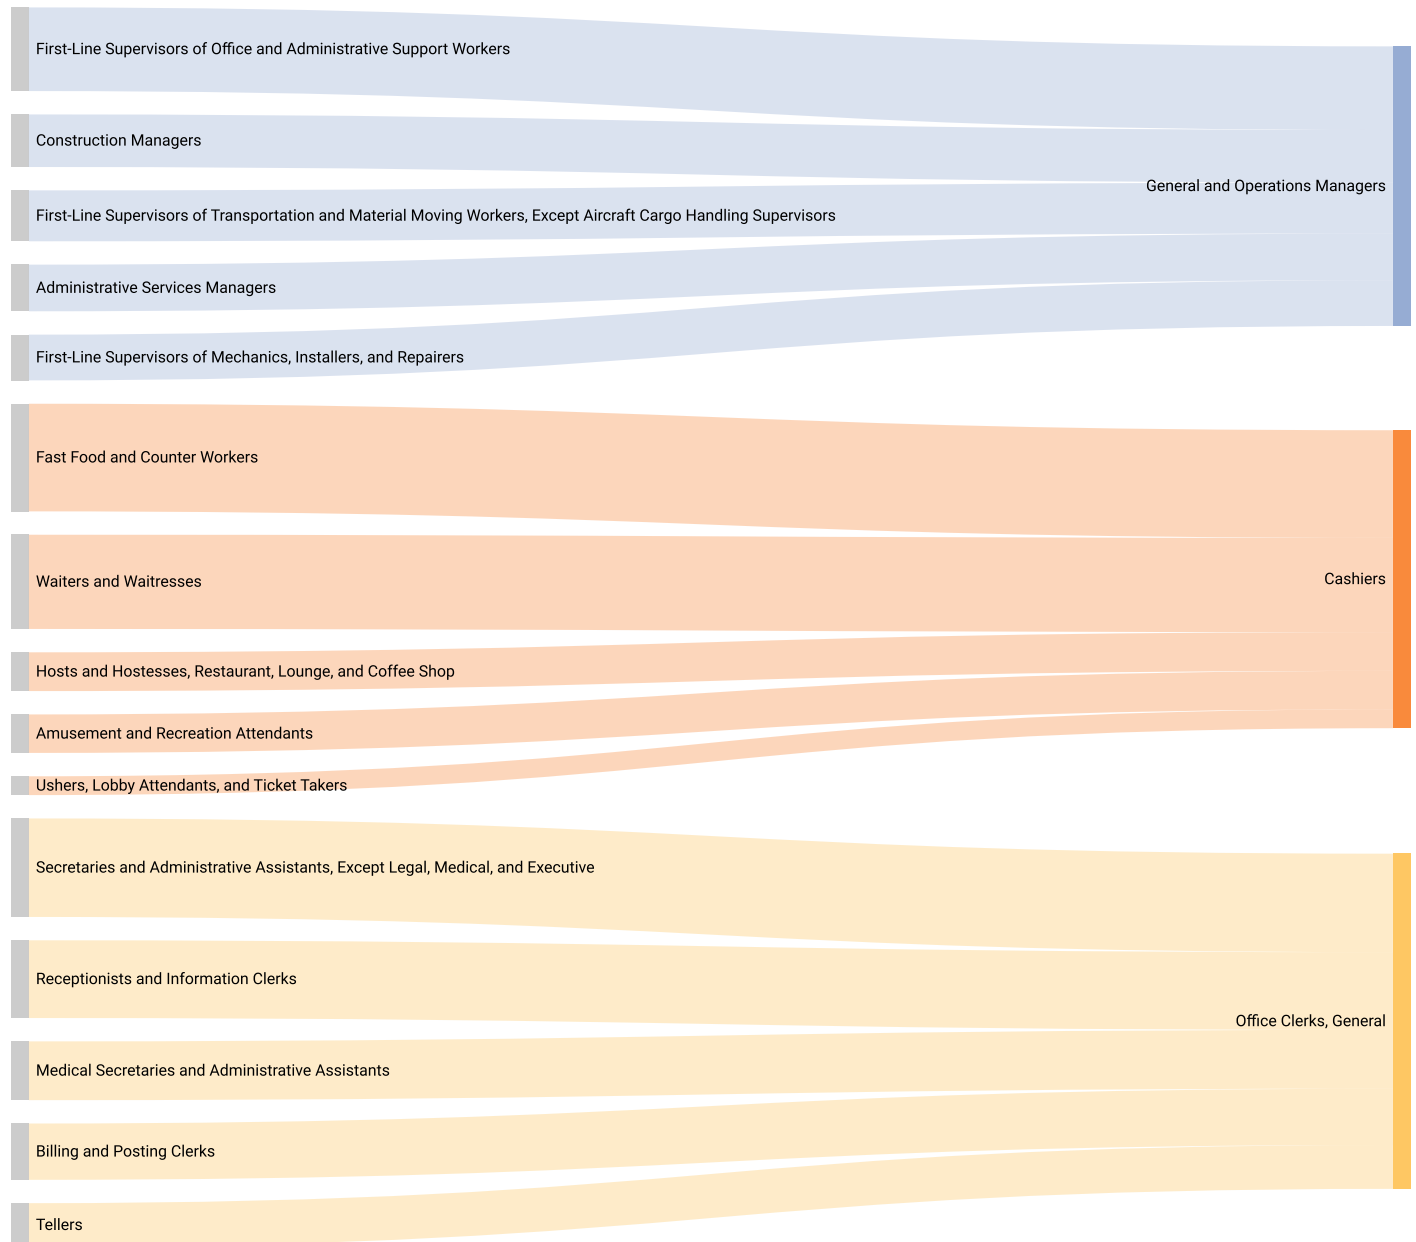 First-Line Supervisors of Office and Administrative Support Workers
Construction Managers
General and Operations Managers
First-Line Supervisors of Transportation and Material Moving Workers, Except Aircraft Cargo Handling Supervisors
Administrative Services Managers
First-Line Supervisors of Mechanics, Installers, and Repairers
Fast Food and Counter Workers
Cashiers
Waiters and Waitresses
Hosts and Hostesses, Restaurant, Lounge, and Coffee Shop
Amusement and Recreation Attendants
Ushers, Lobby Attendants, and Ticket Takers
Secretaries and Administrative Assistants, Except Legal, Medical, and Executive
Receptionists and Information Clerks
Office Clerks, General
Medical Secretaries and Administrative Assistants
Billing and Posting Clerks
Tellers